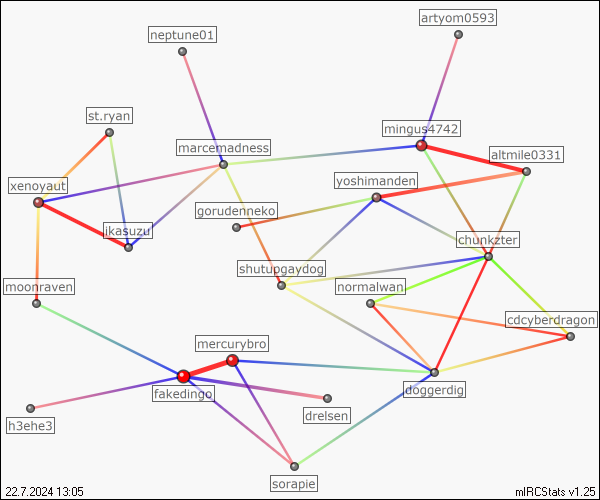 artyom0593
neptune01
st.ryan
mingus4742
marcemadness
altmile0331
xenoyaut
yoshimanden
gorudenneko
ikasuzu
chunkzter
shutupgaydog
moonraven
normalwan
cdcyberdragon
mercurybro
doggerdig
fakedingo
drelsen
h3ehe3
sorapie
22.7.2024 13:05
mIRCStats v1.25